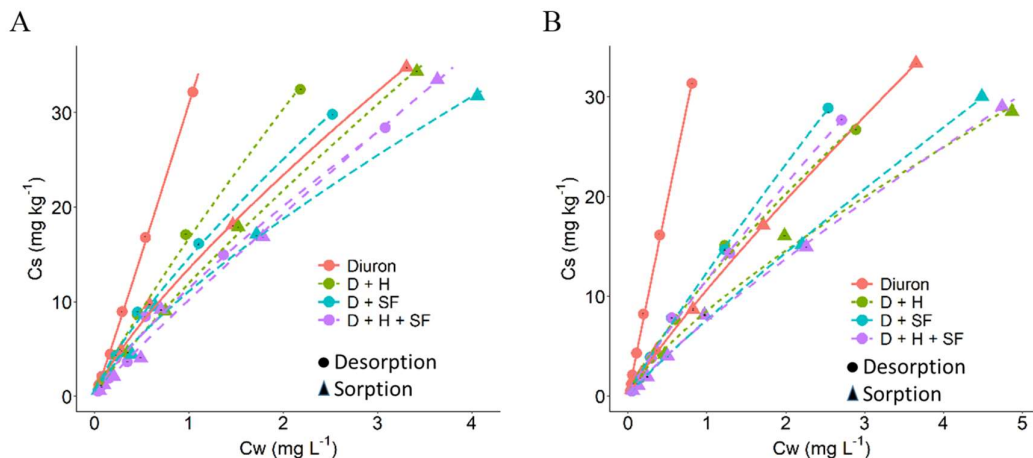 A
Cs (mg kg-1)
30
20
10
0
Diuron
D + H
D + SF
D + H + SF
Desorption
Sorption
0 1 2 3 4
Cw (mg L-1)
B
Cs (mg kg-1)
30
20
10
0
Diuron
D + H
D + SF
D + H + SF
Desorption
Sorption
0 1 2 3 4 5
Cw (mg L-1)